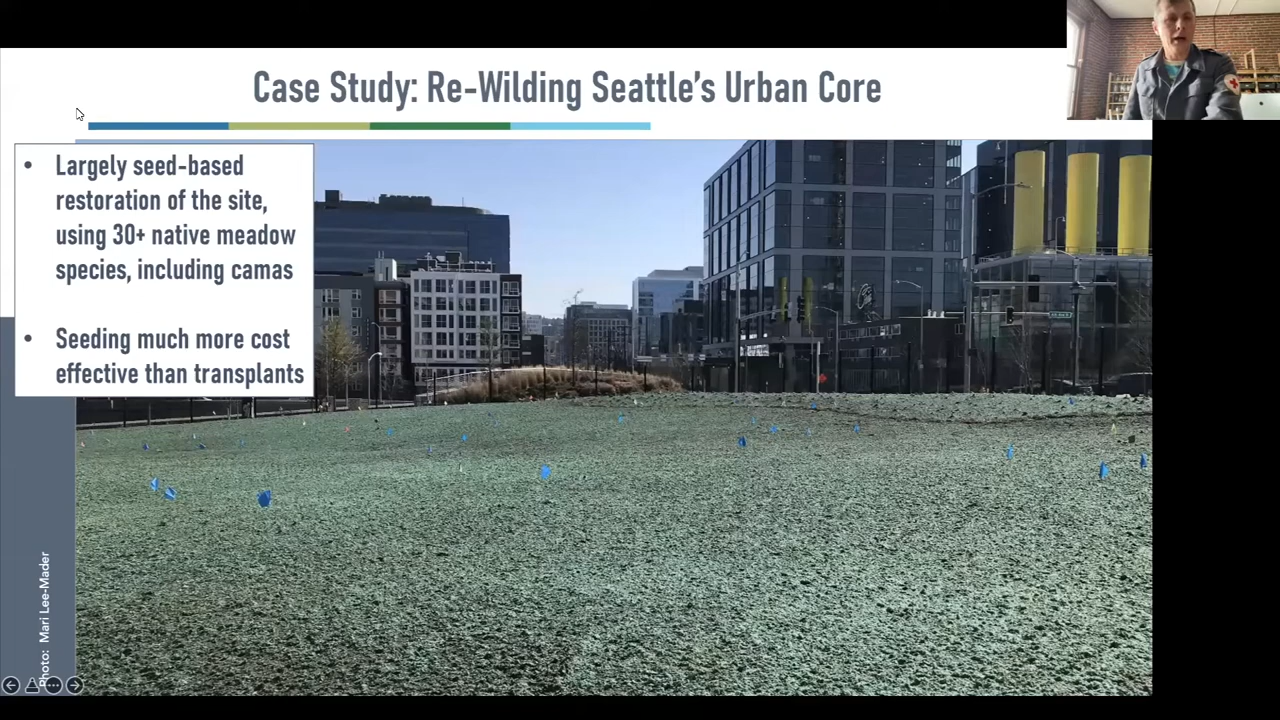 Case Study: Re-Wilding Seattle's Urban Core
• Largely seed-based
restoration of the site,
using 30+ native meadow
species, including camas
• Seeding much more cost
effective than transplants
Photo: Mari Lee-Mader